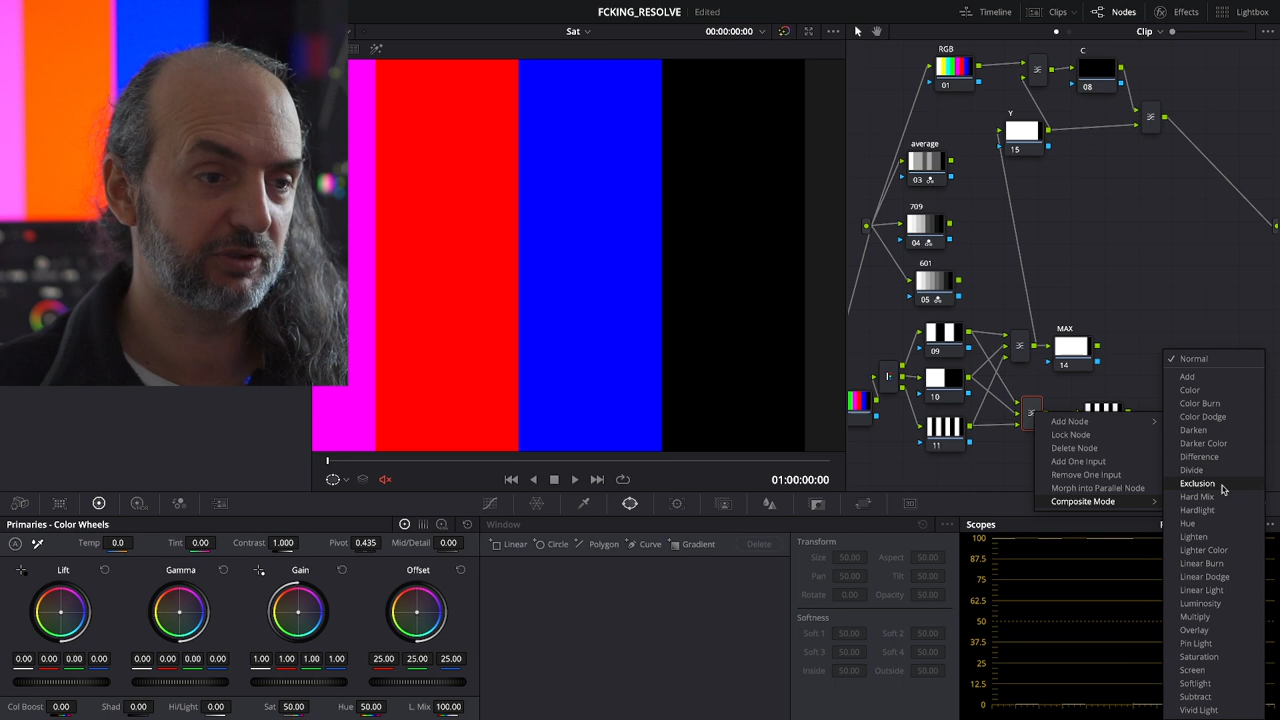 FCKING_RESOLVE
Edited
Timeline
Clips
Nodes
Effects
Lightbox
Sat
00:00:00:00
Clip
RGB
01
C
08
Y
15
average
03
709
04
601
05
09
10
11
MAX
14
Add Node
Lock Node
Delete Node
Add One Input
Remove One Input
Morph into Parallel Node
Composite Mode
Normal
Add
Color
Color Burn
Color Dodge
Darken
Darker Color
Difference
Divide
Exclusion
Hard Mix
Hardlight
Hue
Lighten
Lighter Color
Linear Burn
Linear Dodge
Linear Light
Luminosity
Multiply
Overlay
Pin Light
Saturation
Screen
Softlight
Subtract
Vivid Light
01:00:00:00
Primaries - Color Wheels
Temp 0.0 Tint 0.00 Contrast 1.000 Pivot 0.435 Mid/Detail 0.00
Lift Gamma Gain Offset
0.00 0.00 0.00 0.00 0.00 0.00 0.00 0.00 1.00 1.00 1.00 1.00 25.00 25.00 25.00
Col Boost 0.00 Shad 0.00 Hi/Light 0.00 Sat 50.00 Hue 50.00 L. Mix 100.00
Window
Linear Circle Polygon Curve Gradient Delete
Transform
Size 50.00 Aspect 50.00
Pan 50.00 Tilt 50.00
Rotate 0.00 Opacity 50.00
Softness
Soft 1 50.00 Soft 3 50.00
Soft 2 50.00 Soft 4 50.00
Inside 50.00 Outside 50.00
Scopes
100
87.5
75
62.5
50
37.5
25
12.5
0